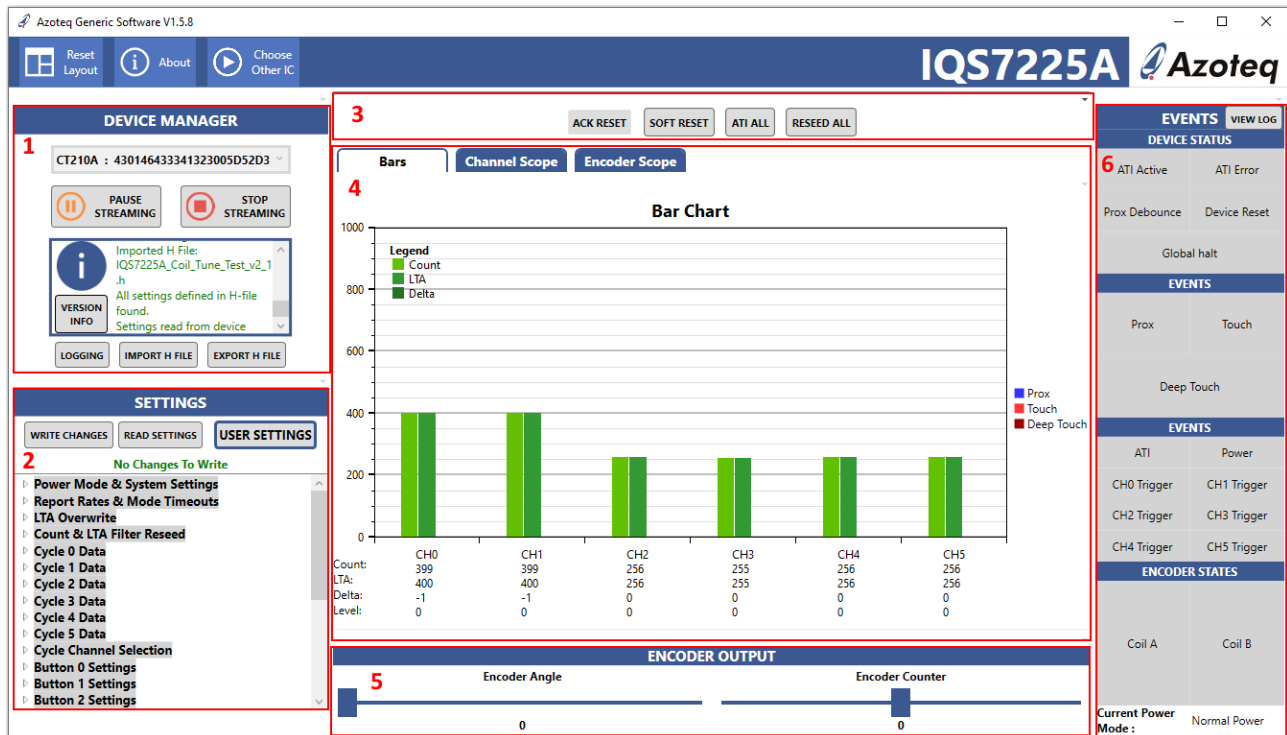 Azoteq Generic Software V1.5.8
Reset
Layout
About
Choose
Other IC
IQS7225A
Azoteq
1
DEVICE MANAGER
CT210A : 430146433341323005D52D3
PAUSE
STREAMING
STOP
STREAMING
Imported H File:
IQS7225A_Coil_Tune_Test_v2_1
.h
All settings defined in H-file
found.
Settings read from device
VERSION
INFO
LOGGING
IMPORT H FILE
EXPORT H FILE
SETTINGS
WRITE CHANGES
READ SETTINGS
USER SETTINGS
2
No Changes To Write
Power Mode & System Settings
Report Rates & Mode Timeouts
LTA Overwrite
Count & LTA Filter Reseed
Cycle 0 Data
Cycle 1 Data
Cycle 2 Data
Cycle 3 Data
Cycle 4 Data
Cycle 5 Data
Cycle Channel Selection
Button 0 Settings
Button 1 Settings
Button 2 Settings
3
ACK RESET
SOFT RESET
ATI ALL
RESEED ALL
Bars
Channel Scope
Encoder Scope
4
Bar Chart
1000
800
600
400
200
0
Legend
Count
LTA
Delta
Prox
Touch
Deep Touch
CH0 CH1 CH2 CH3 CH4 CH5
Count: 399 399 256 255 256 256
LTA: 400 400 256 255 256 256
Delta: -1 -1 0 0 0 0
Level: 0 0 0 0 0 0
ENCODER OUTPUT
5
Encoder Angle
0
Encoder Counter
0
EVENTS
VIEW LOG
DEVICE STATUS
6
ATI Active ATI Error
Prox Debounce Device Reset
Global halt
EVENTS
Prox Touch
Deep Touch
EVENTS
ATI Power
CH0 Trigger CH1 Trigger
CH2 Trigger CH3 Trigger
CH4 Trigger CH5 Trigger
ENCODER STATES
Coil A Coil B
Current Power
Mode :
Normal Power